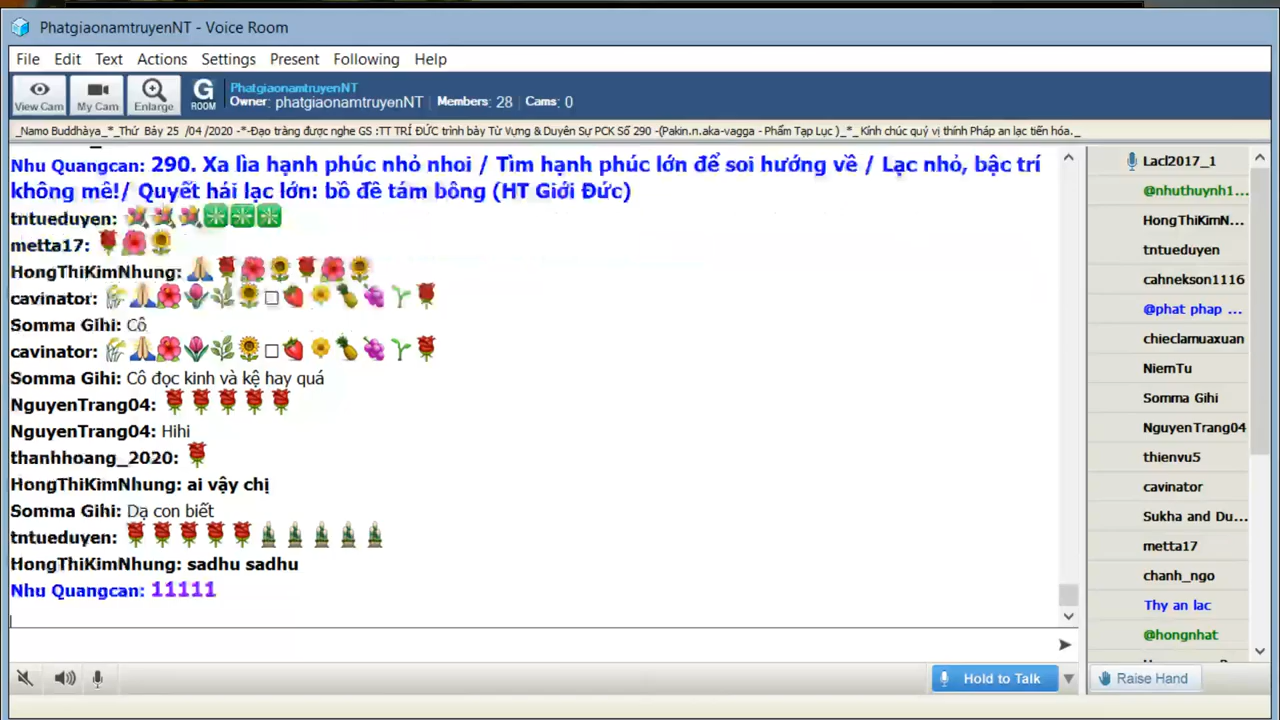 PhatgiaonamtruyenNT - Voice Room
File Edit Text Actions Settings Present Following Help
View Cam My Cam Enlarge G ROOM PhatgiaonamtruyenNT
Owner: phatgiaonamtruyenNT Members: 28 Cams: 0
_Namo Buddhàya_*_Thứ Bảy 25 /04 /2020 -*-Đạo tràng được nghe GS :TT TRÍ ĐỨC trình bày Từ Vựng & Duyên Sự PCK Số 290 -(Pakin.n.aka-vagga - Phẩm Tạp Lục )_*_ Kính chúc quý vị thính Pháp an lạc tiến hóa._
Nhu Quangcan: 290. Xa lìa hạnh phúc nhỏ nhoi / Tìm hạnh phúc lớn để soi hướng về / Lạc nhỏ, bậc trí
không mê!/ Quyết hái lạc lớn: bồ đề tám bông (HT Giới Đức)
tntueduyen:
metta17:
HongThiKimNhung:
cavinator:
Somma Gihi: Cô
cavinator:
Somma Gihi: Cô đọc kinh và kệ hay quá
NguyenTrang04:
NguyenTrang04: Hihi
thanhhoang_2020:
HongThiKimNhung: ai vậy chị
Somma Gihi: Dạ con biết
tntueduyen:
HongThiKimNhung: sadhu sadhu
Nhu Quangcan: 11111
Lacl2017_1
@nhuthuynh1...
HongThiKimN...
tntueduyen
cahnekson1116
@phat phap ...
chieclamuaxuan
NiemTu
Somma Gihi
NguyenTrang04
thienvu5
cavinator
Sukha and Du...
metta17
chanh_ngo
Thy an lac
@hongnhat
Hold to Talk
Raise Hand